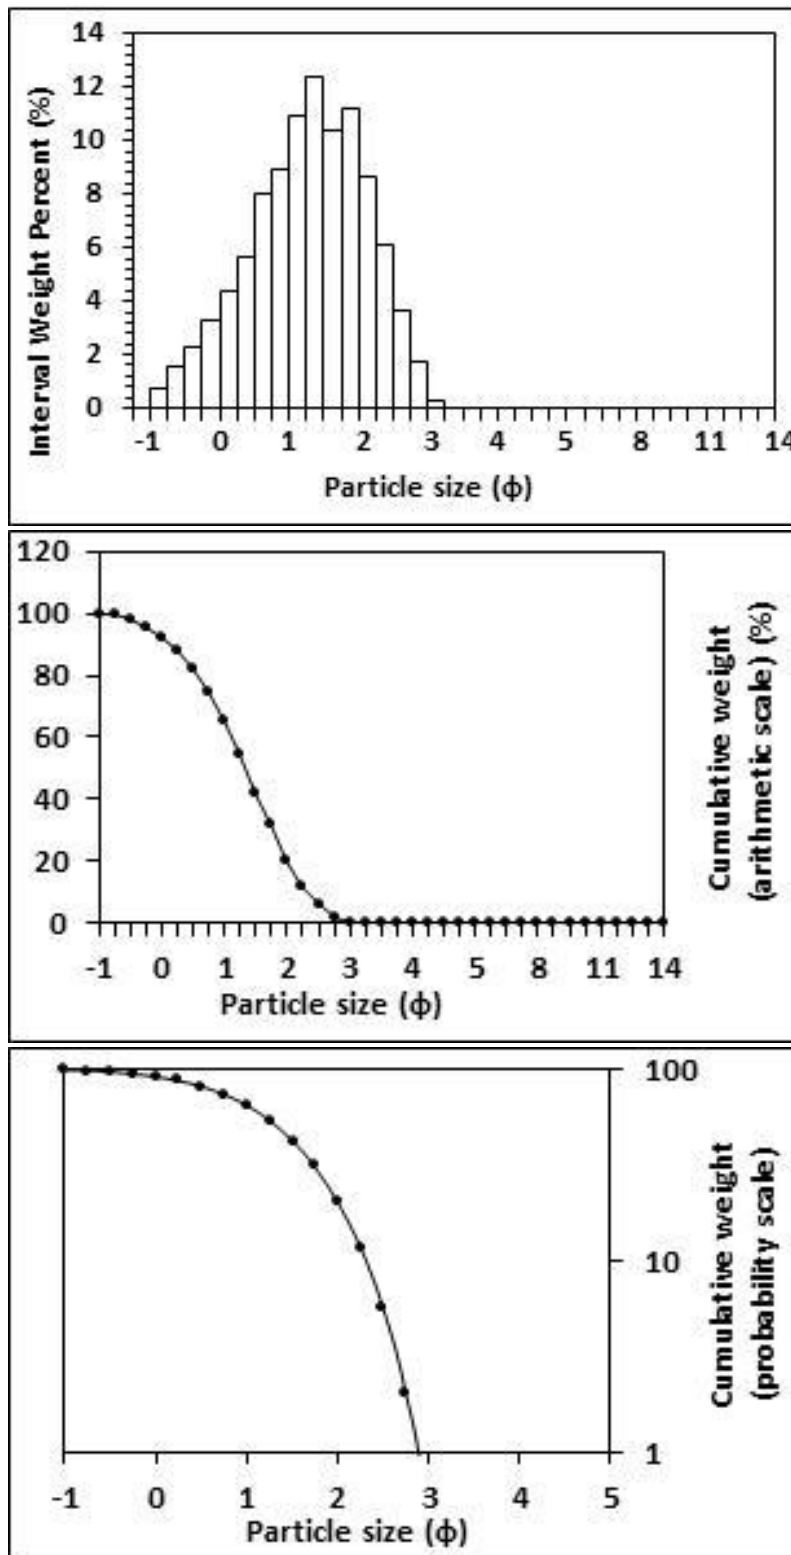 Interval Weight Percent (%)
14
12
10
8
6
4
2
0
-1 0 1 2 3 4 5 8 11 14
Particle size (ϕ)
120
100
80
60
40
20
0
-1 0 1 2 3 4 5 8 11 14
Particle size (ϕ)
Cumulative weight
(arithmetic scale) (%)
100
10
1
-1 0 1 2 3 4 5
Particle size (ϕ)
Cumulative weight
(probability scale)